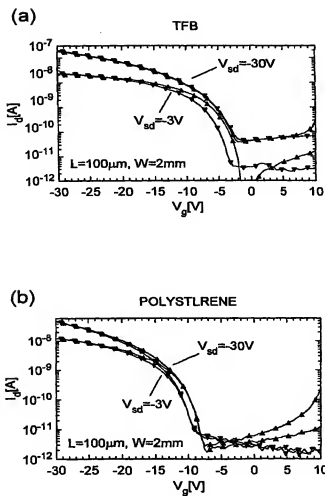 (a)
TFB
10^-7
10^-8
10^-9
10^-10
10^-11
10^-12
I_d[A]
V_sd=-30V
V_sd=-3V
L=100μm, W=2mm
-30 -25 -20 -15 -10 -5 0 5 10
V_g[V]
(b)
POLYSTLRENE
10^-8
10^-9
10^-10
10^-11
10^-12
I_d[A]
V_sd=-30V
V_sd=-3V
L=100μm, W=2mm
-30 -25 -20 -15 -10 -5 0 5 10
V_g[V]